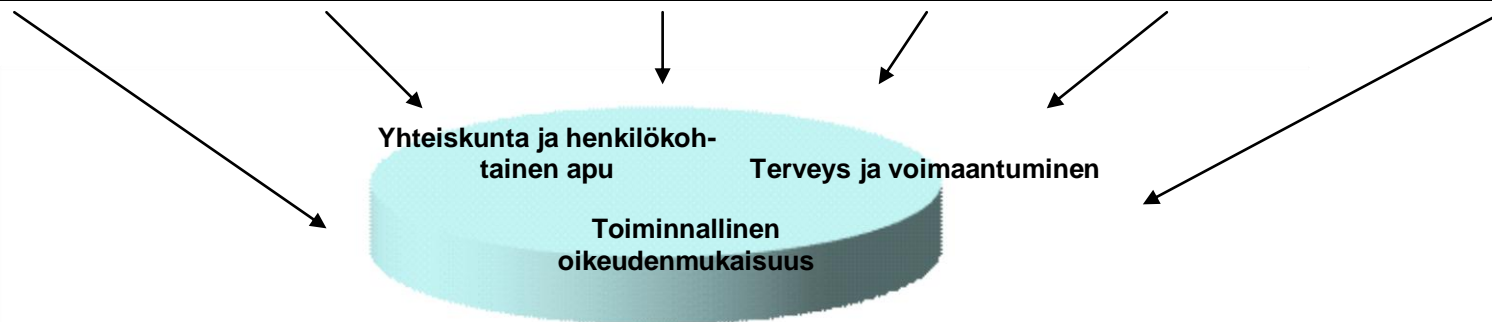 Yhteiskunta ja henkilökoh-
tainen apu
Terveys ja voimaantuminen
Toiminnallinen
oikeudenmukaisuus